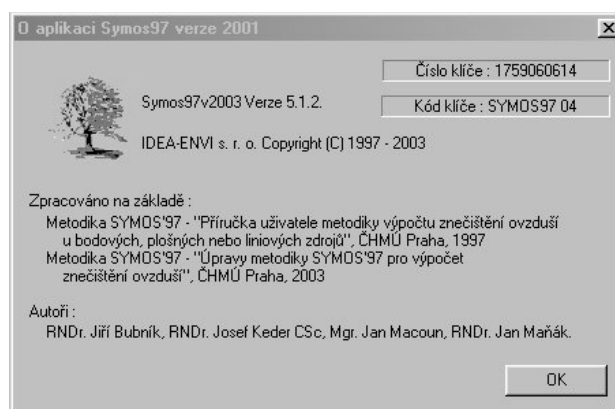 O aplikaci Symos97 verze 2001
Číslo klíče : 1759060614
Symos97v2003 Verze 5.1.2.
Kód klíče : SYMOS97 04
IDEA-ENVI s. r. o. Copyright (C) 1997 - 2003
Zpracováno na základě :
Metodika SYMOS'97 - "Příručka uživatele metodiky výpočtu znečištění ovzduší
u bodových, plošných nebo liniových zdrojů", ČHMÚ Praha, 1997
Metodika SYMOS'97 - "Úpravy metodiky SYMOS'97 pro výpočet
znečištění ovzduší", ČHMÚ Praha, 2003
Autoři :
RNDr. Jiří Bubník, RNDr. Josef Keder CSc, Mgr. Jan Macoun, RNDr. Jan Maňák.
OK